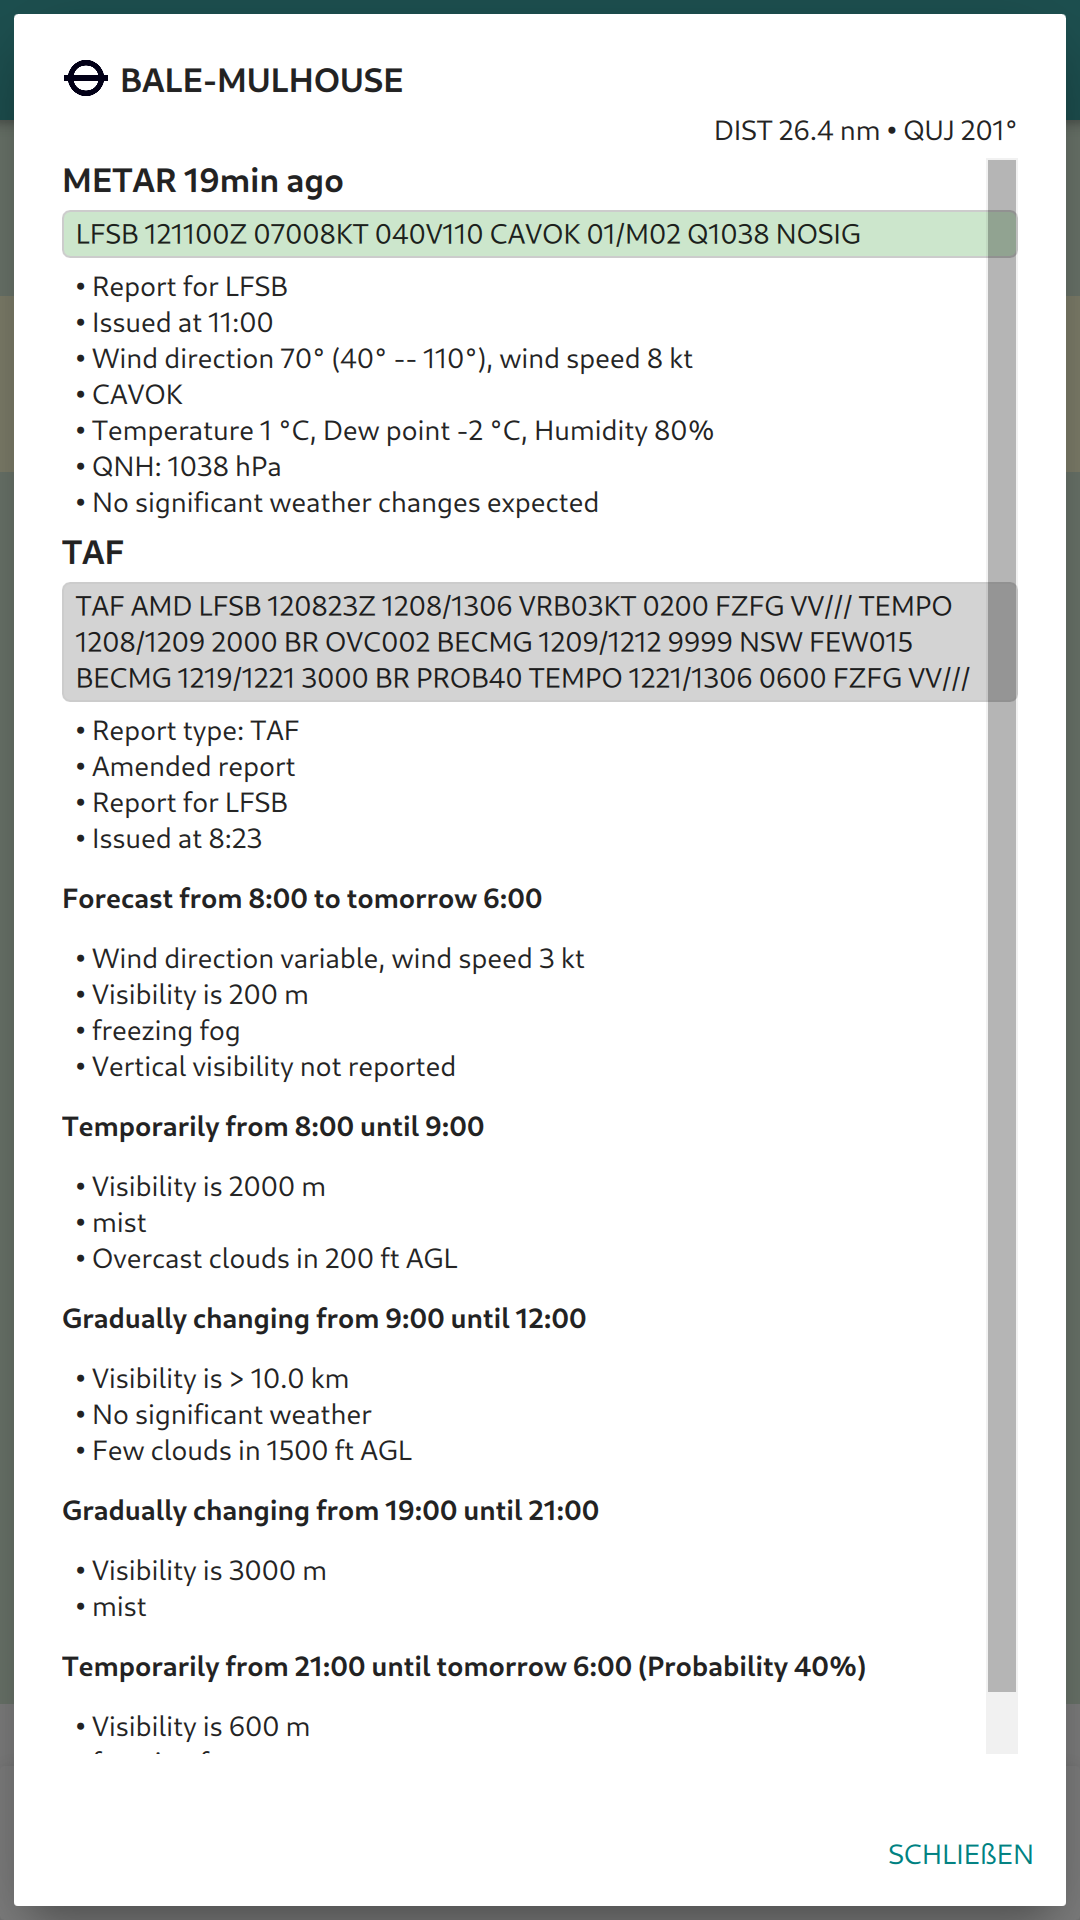 BALE-MULHOUSE
DIST 26.4 nm • QUJ 201°
METAR 19min ago
LFSB 121100Z 07008KT 040V110 CAVOK 01/M02 Q1038 NOSIG
• Report for LFSB
• Issued at 11:00
• Wind direction 70° (40° -- 110°), wind speed 8 kt
• CAVOK
• Temperature 1 °C, Dew point -2 °C, Humidity 80%
• QNH: 1038 hPa
• No significant weather changes expected
TAF
TAF AMD LFSB 120823Z 1208/1306 VRB03KT 0200 FZFG VV/// TEMPO
1208/1209 2000 BR OVC002 BECMG 1209/1212 9999 NSW FEW015
BECMG 1219/1221 3000 BR PROB40 TEMPO 1221/1306 0600 FZFG VV///
• Report type: TAF
• Amended report
• Report for LFSB
• Issued at 8:23
Forecast from 8:00 to tomorrow 6:00
• Wind direction variable, wind speed 3 kt
• Visibility is 200 m
• freezing fog
• Vertical visibility not reported
Temporarily from 8:00 until 9:00
• Visibility is 2000 m
• mist
• Overcast clouds in 200 ft AGL
Gradually changing from 9:00 until 12:00
• Visibility is > 10.0 km
• No significant weather
• Few clouds in 1500 ft AGL
Gradually changing from 19:00 until 21:00
• Visibility is 3000 m
• mist
Temporarily from 21:00 until tomorrow 6:00 (Probability 40%)
• Visibility is 600 m
SCHLIEẞEN